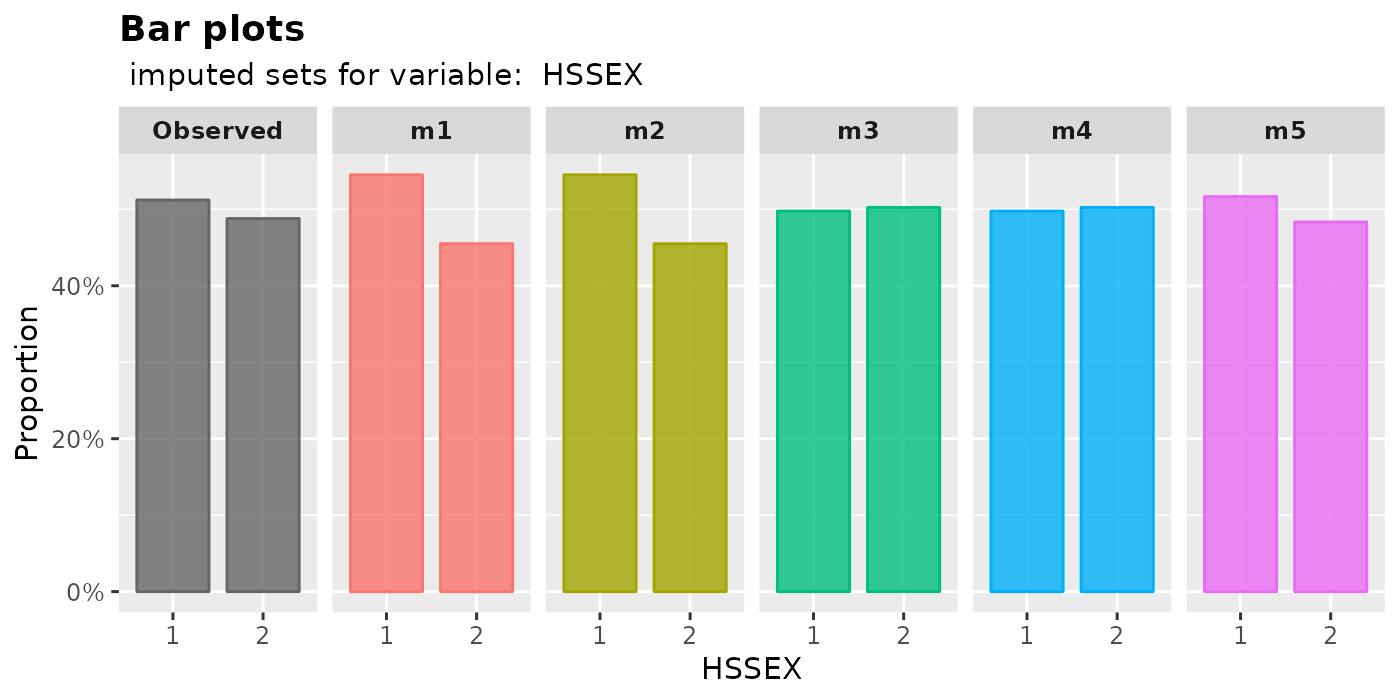 Bar plots
imputed sets for variable:  HSSEX
Observed m1 m2 m3 m4 m5
Proportion
40%
20%
0%
1 2 1 2 1 2 1 2 1 2 1 2
HSSEX